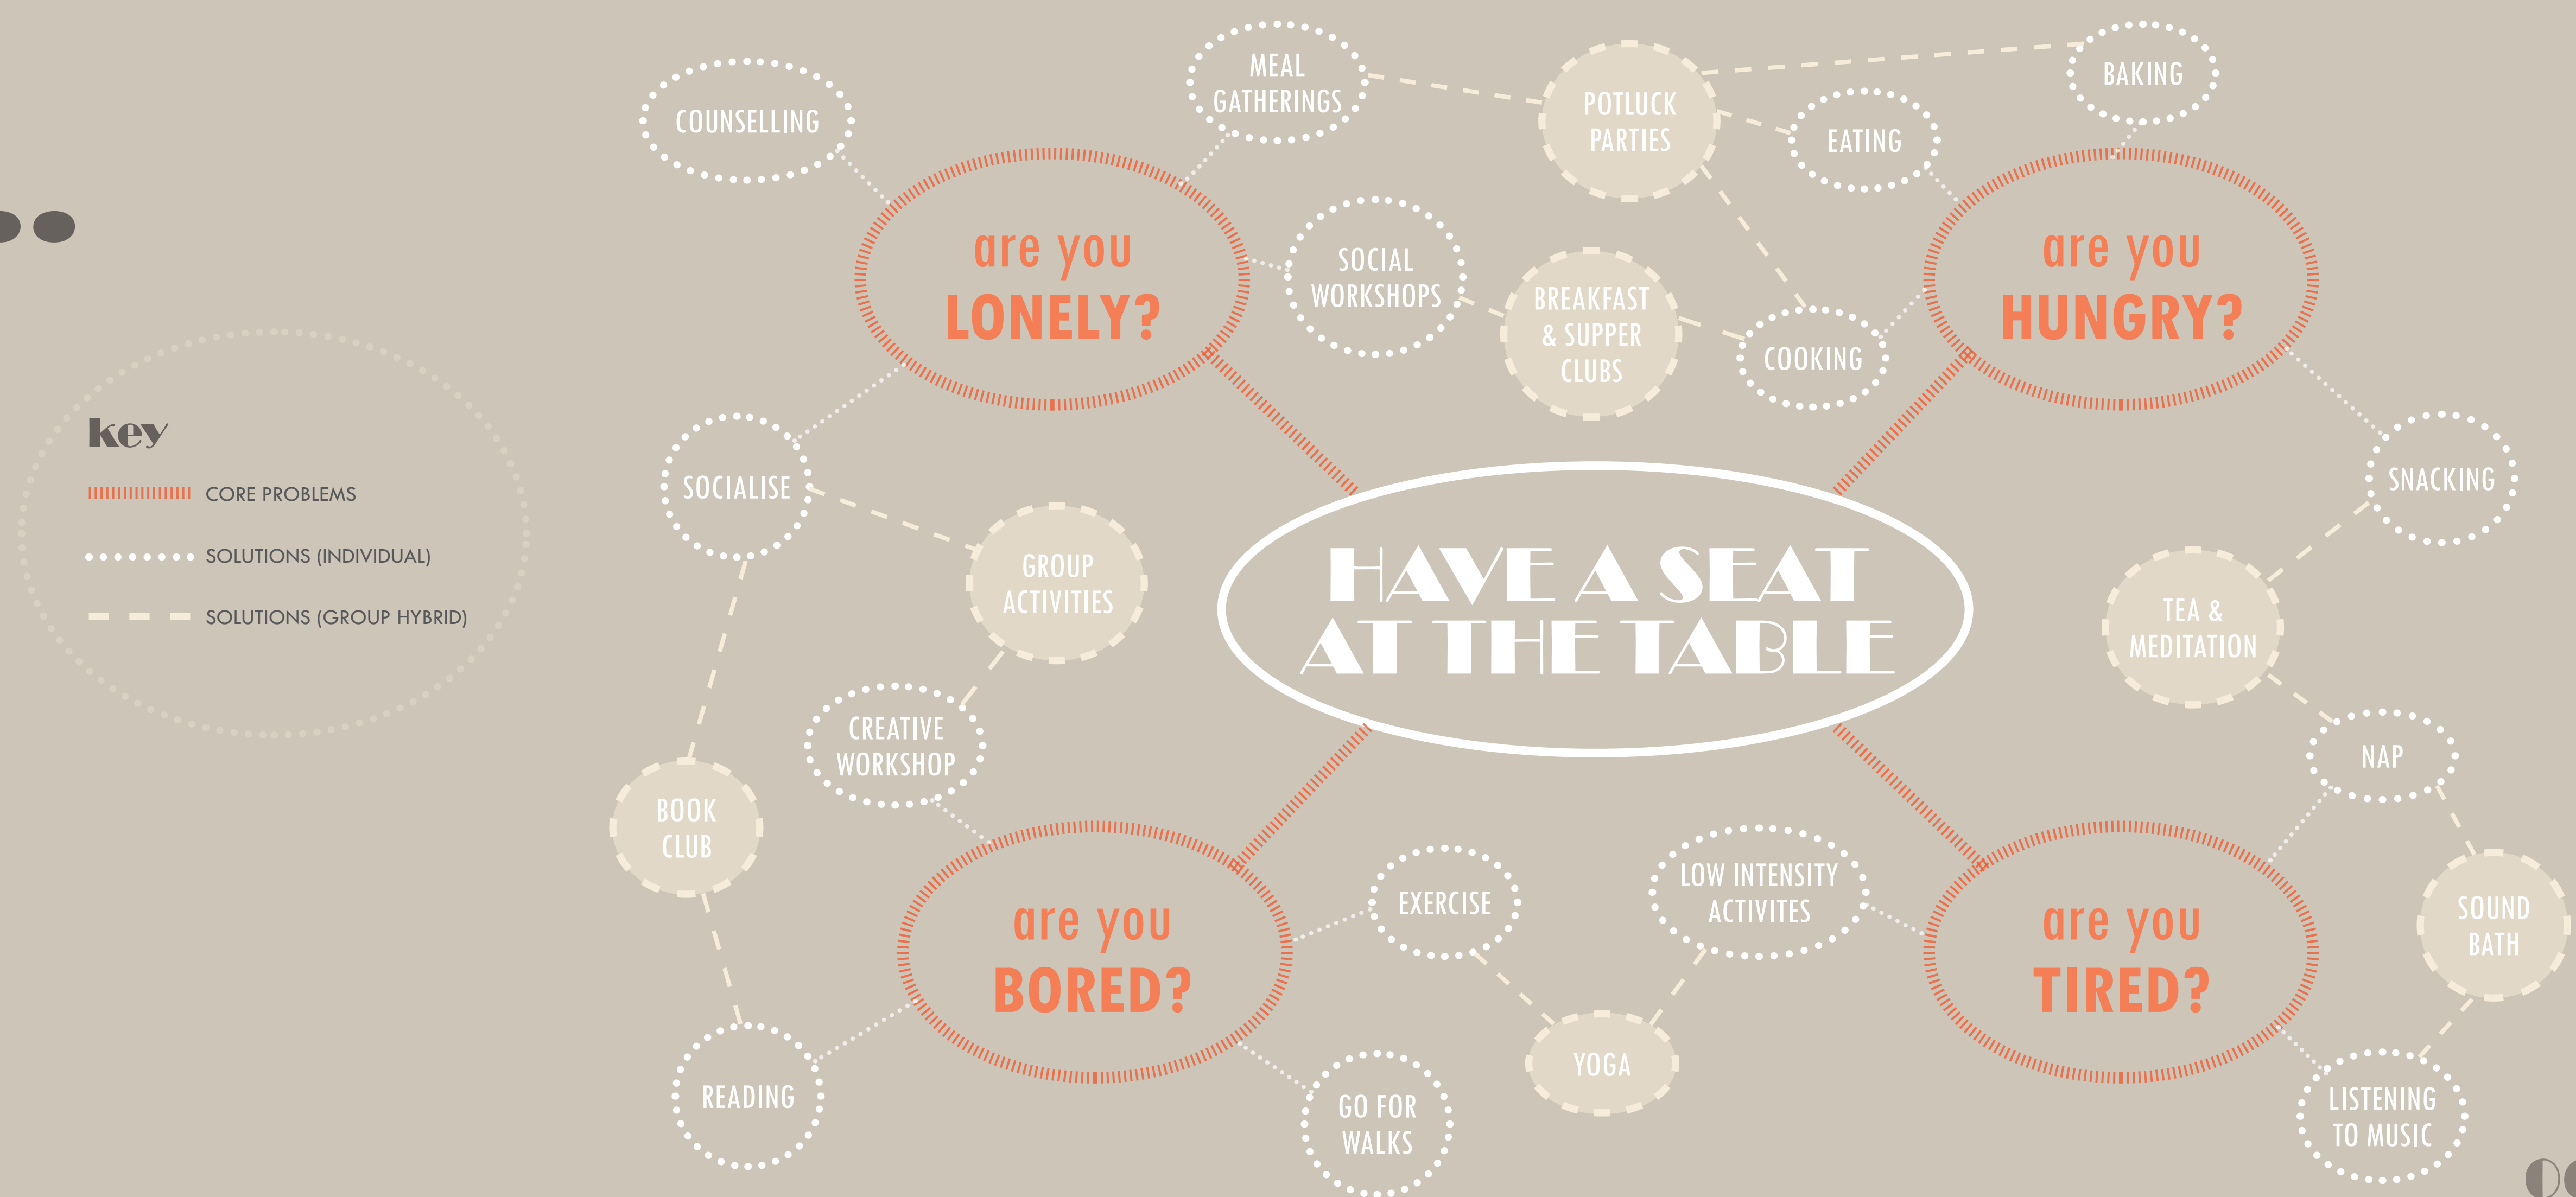 key
CORE PROBLEMS
SOLUTIONS (INDIVIDUAL)
SOLUTIONS (GROUP HYBRID)
COUNSELLING
MEAL
GATHERINGS
POTLUCK
PARTIES
EATING
BAKING
are you
LONELY?
SOCIAL
WORKSHOPS
BREAKFAST
& SUPPER
CLUBS
COOKING
are you
HUNGRY?
SOCIALISE
SNACKING
GROUP
ACTIVITIES
HAVE A SEAT
AT THE TABLE
TEA &
MEDITATION
CREATIVE
WORKSHOP
NAP
BOOK
CLUB
are you
BORED?
EXERCISE
LOW INTENSITY
ACTIVITES
are you
TIRED?
SOUND
BATH
YOGA
READING
GO FOR
WALKS
LISTENING
TO MUSIC